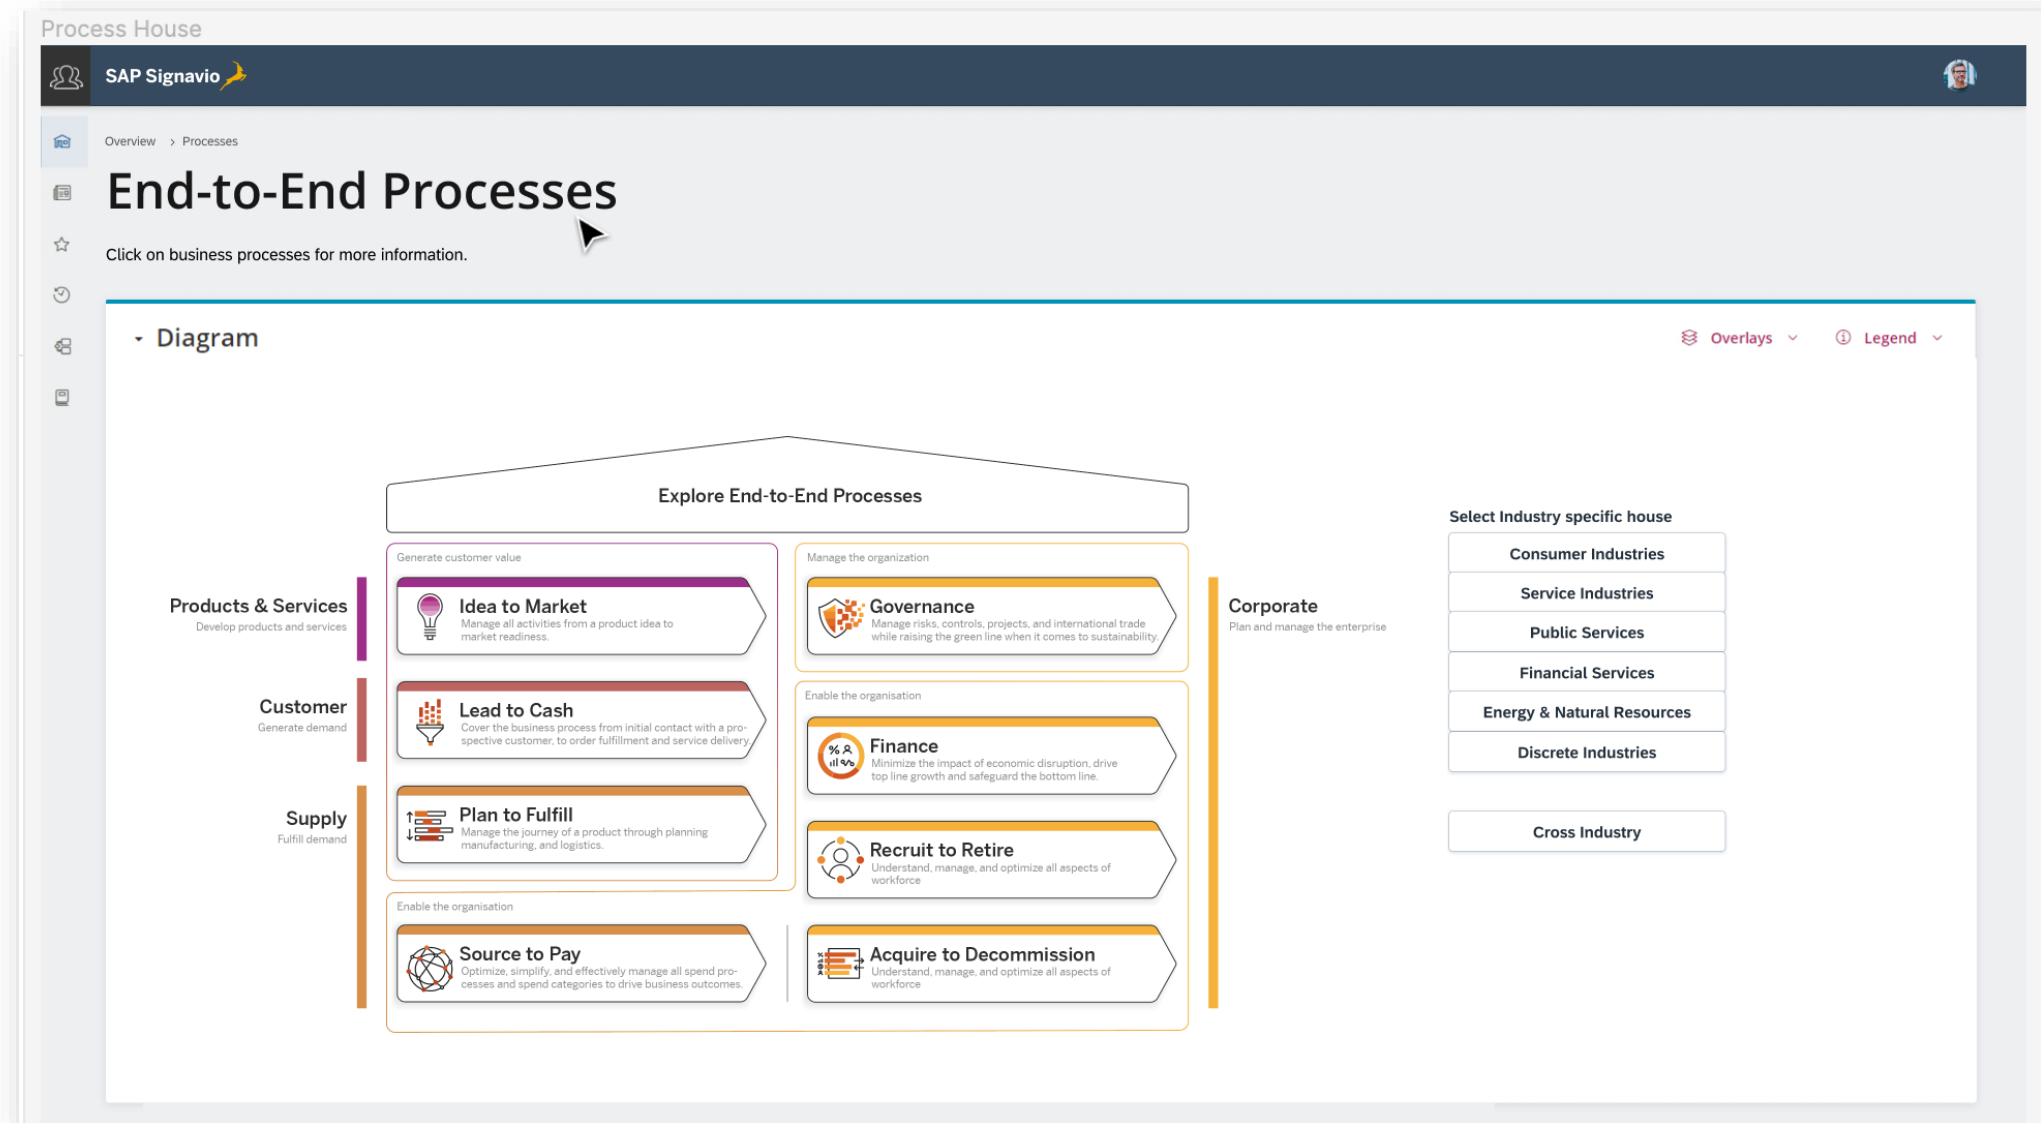 Process House
SAP Signavio
Overview > Processes
End-to-End Processes
Click on business processes for more information.
Diagram
Overlays
Legend
Explore End-to-End Processes
Products & Services
Develop products and services
Customer
Generate demand
Supply
Fulfill demand
Generate customer value
Idea to Market
Manage all activities from a product idea to
market readiness.
Lead to Cash
Cover the business process from initial contact with a pro-
spective customer, to order fulfillment and service delivery.
Plan to Fulfill
Manage the journey of a product through planning
manufacturing, and logistics.
Enable the organisation
Source to Pay
Optimize, simplify, and effectively manage all spend pro-
cesses and spend categories to drive business outcomes.
Manage the organization
Governance
Manage risks, controls, projects, and international trade
while raising the green line when it comes to sustainability.
Enable the organisation
Finance
Minimize the impact of economic disruption, drive
top line growth and safeguard the bottom line.
Recruit to Retire
Understand, manage, and optimize all aspects of
workforce
Acquire to Decommission
Understand, manage, and optimize all aspects of
workforce
Corporate
Plan and manage the enterprise
Select Industry specific house
Consumer Industries
Service Industries
Public Services
Financial Services
Energy & Natural Resources
Discrete Industries
Cross Industry